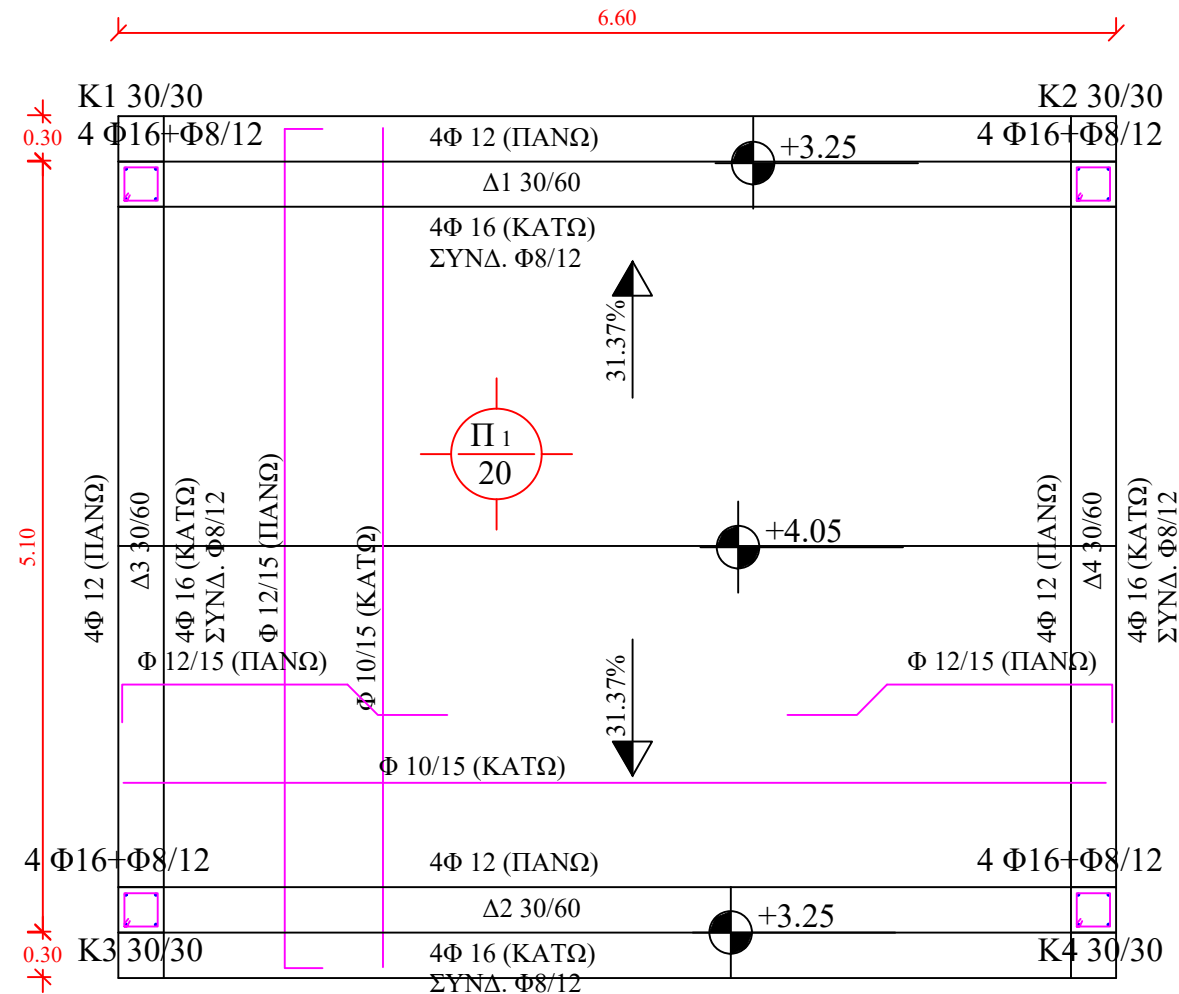 6.60
K1 30/30
K2 30/30
0.30
4 Φ16+Φ8/12
4Φ 12 (ΠΑΝΩ)
4 Φ16+Φ8/12
+3.25
Δ1 30/60
4Φ 16 (ΚΑΤΩ)
ΣΥΝΔ. Φ8/12
31.37%
Π 1
20
5.10
4Φ 12 (ΠΑΝΩ)
Δ3 30/60
4Φ 16 (ΚΑΤΩ)
ΣΥΝΔ. Φ8/12
Φ 12/15 (ΠΑΝΩ)
Φ 10/15 (ΚΑΤΩ)
+4.05
4Φ 12 (ΠΑΝΩ)
Δ4 30/60
4Φ 16 (ΚΑΤΩ)
ΣΥΝΔ. Φ8/12
Φ 12/15 (ΠΑΝΩ)
Φ 12/15 (ΠΑΝΩ)
31.37%
Φ 10/15 (ΚΑΤΩ)
4 Φ16+Φ8/12
4Φ 12 (ΠΑΝΩ)
4 Φ16+Φ8/12
Δ2 30/60
+3.25
0.30
K3 30/30
4Φ 16 (ΚΑΤΩ)
ΣΥΝΔ. Φ8/12
K4 30/30